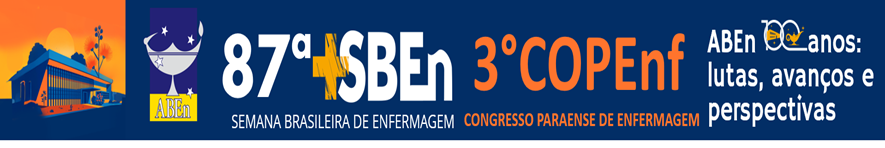 ABEn
87ª SBEn
SEMANA BRASILEIRA DE ENFERMAGEM
3°COPEnf
CONGRESSO PARAENSE DE ENFERMAGEM
ABEn 100 anos:
lutas, avanços e
perspectivas